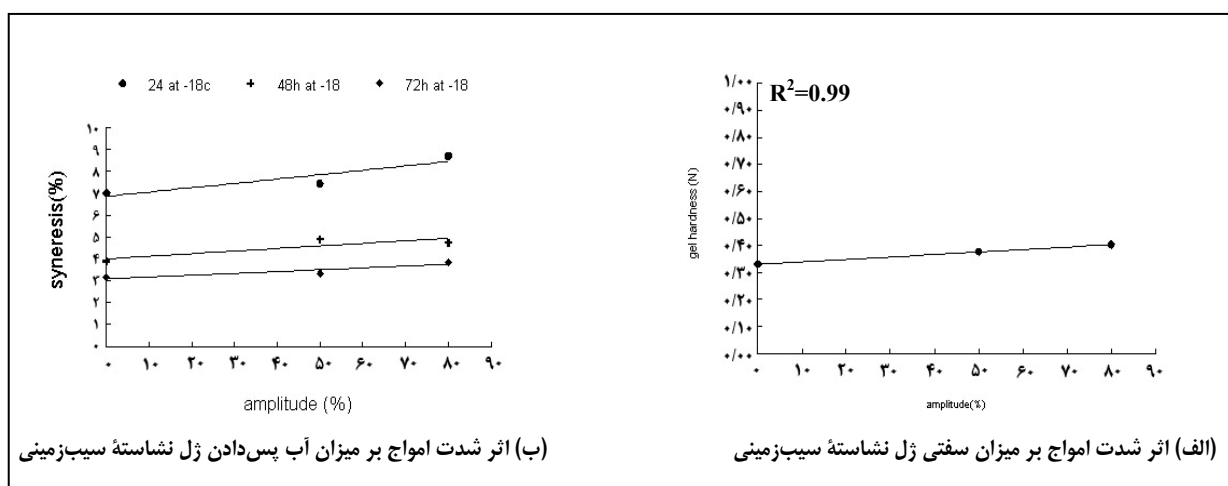 24 at -18c 48h at -18 72h at -18
syneresis(%)
۱۰
۹
۸
۷
۶
۵
۴
۳
۲
۱
۰
۰ ۱۰ ۲۰ ۳۰ ۴۰ ۵۰ ۶۰ ۷۰ ۸۰ ۹۰
amplitude (%)
(ب) اثر شدت امواج بر میزان آب پس‌دادن ژل نشاستهٔ سیب‌زمینی
R²=0.99
gel hardness (N)
۱/۰۰
۰/۹۰
۰/۸۰
۰/۷۰
۰/۶۰
۰/۵۰
۰/۴۰
۰/۳۰
۰/۲۰
۰/۱۰
۰/۰۰
۰ ۱۰ ۲۰ ۳۰ ۴۰ ۵۰ ۶۰ ۷۰ ۸۰ ۹۰
amplitude(%)
(الف) اثر شدت امواج بر میزان سفتی ژل نشاستهٔ سیب‌زمینی